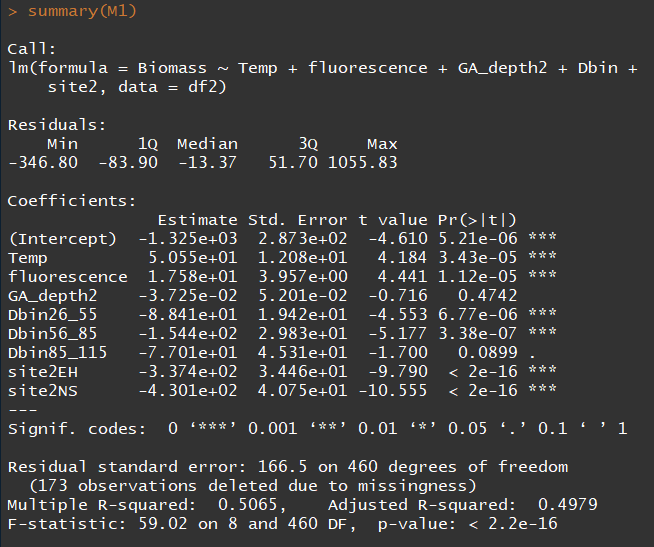 > summary(M1)
Call:
lm(formula = Biomass ~ Temp + fluorescence + GA_depth2 + Dbin +
    site2, data = df2)
Residuals:
    Min      1Q  Median      3Q     Max
-346.80  -83.90  -13.37   51.70 1055.83
Coefficients:
               Estimate Std. Error t value Pr(>|t|)
(Intercept)  -1.325e+03  2.873e+02  -4.610 5.21e-06 ***
Temp          5.055e+01  1.208e+01   4.184 3.43e-05 ***
fluorescence  1.758e+01  3.957e+00   4.441 1.12e-05 ***
GA_depth2    -3.725e-02  5.201e-02  -0.716   0.4742
Dbin26_55    -8.841e+01  1.942e+01  -4.553 6.77e-06 ***
Dbin56_85    -1.544e+02  2.983e+01  -5.177 3.38e-07 ***
Dbin85_115   -7.701e+01  4.531e+01  -1.700   0.0899 .
site2EH      -3.374e+02  3.446e+01  -9.790  < 2e-16 ***
site2NS      -4.301e+02  4.075e+01 -10.555  < 2e-16 ***
---
Signif. codes:  0 ‘***’ 0.001 ‘**’ 0.01 ‘*’ 0.05 ‘.’ 0.1 ‘ ’ 1
Residual standard error: 166.5 on 460 degrees of freedom
  (173 observations deleted due to missingness)
Multiple R-squared:  0.5065,    Adjusted R-squared:  0.4979
F-statistic: 59.02 on 8 and 460 DF,  p-value: < 2.2e-16